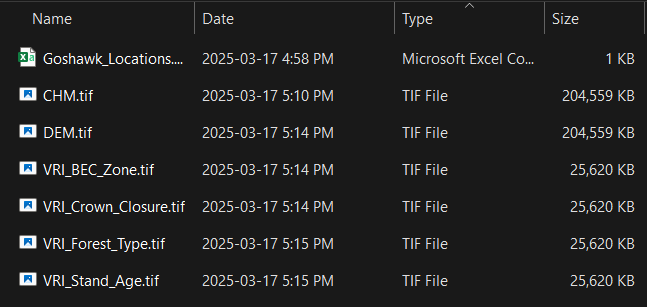 Name Date Type Size
Goshawk_Locations.... 2025-03-17 4:58 PM Microsoft Excel Co... 1 KB
CHM.tif 2025-03-17 5:10 PM TIF File 204,559 KB
DEM.tif 2025-03-17 5:14 PM TIF File 204,559 KB
VRI_BEC_Zone.tif 2025-03-17 5:14 PM TIF File 25,620 KB
VRI_Crown_Closure.tif 2025-03-17 5:14 PM TIF File 25,620 KB
VRI_Forest_Type.tif 2025-03-17 5:15 PM TIF File 25,620 KB
VRI_Stand_Age.tif 2025-03-17 5:15 PM TIF File 25,620 KB